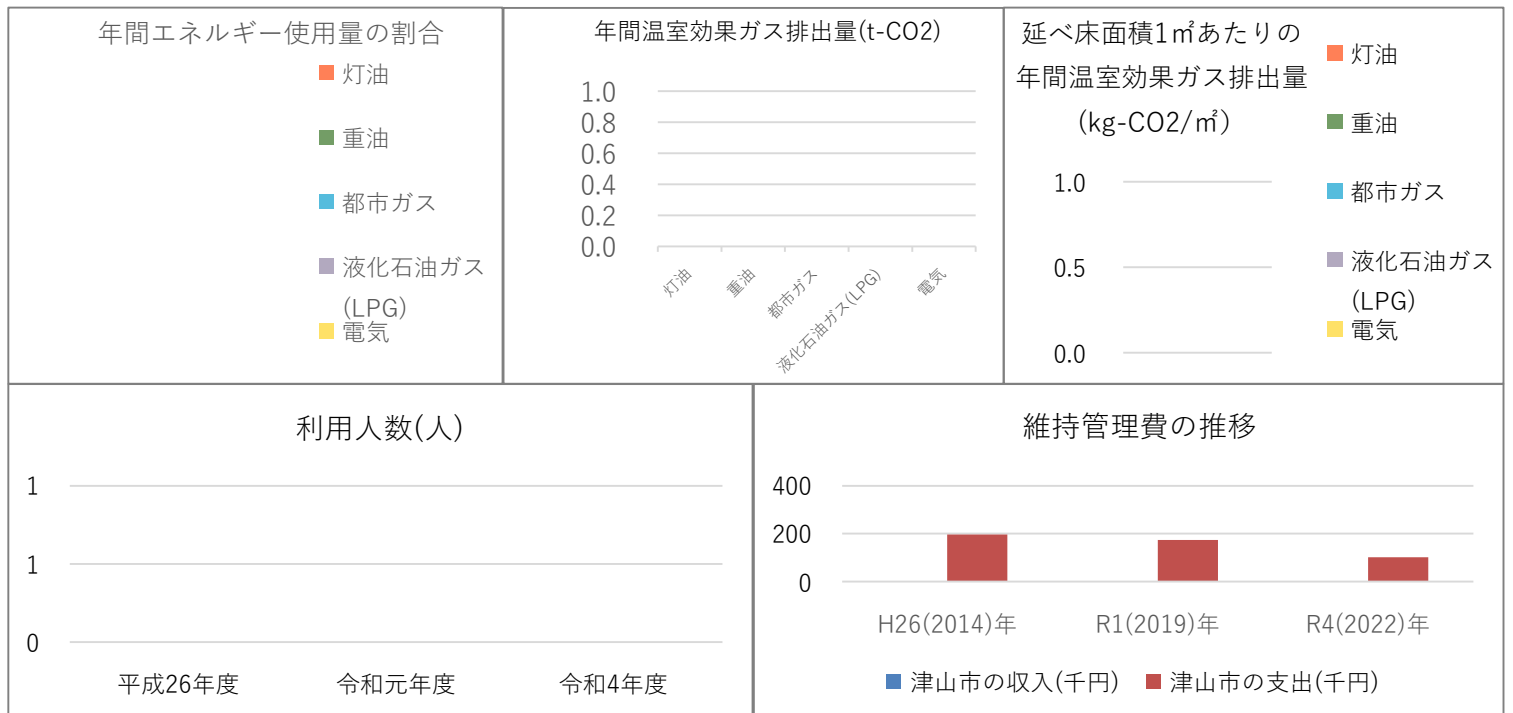 年間エネルギー使用量の割合
灯油
重油
都市ガス
液化石油ガス
(LPG)
電気
年間温室効果ガス排出量(t-CO2)
1.0
0.8
0.6
0.4
0.2
0.0
灯油
重油
都市ガス
液化石油ガス(LPG)
電気
延べ床面積1㎡あたりの
年間温室効果ガス排出量
(kg-CO2/㎡)
1.0
0.5
0.0
灯油
重油
都市ガス
液化石油ガス
(LPG)
電気
利用人数(人)
1
1
0
平成26年度 令和元年度 令和4年度
維持管理費の推移
400
200
0
H26(2014)年 R1(2019)年 R4(2022)年
津山市の収入(千円) 津山市の支出(千円)